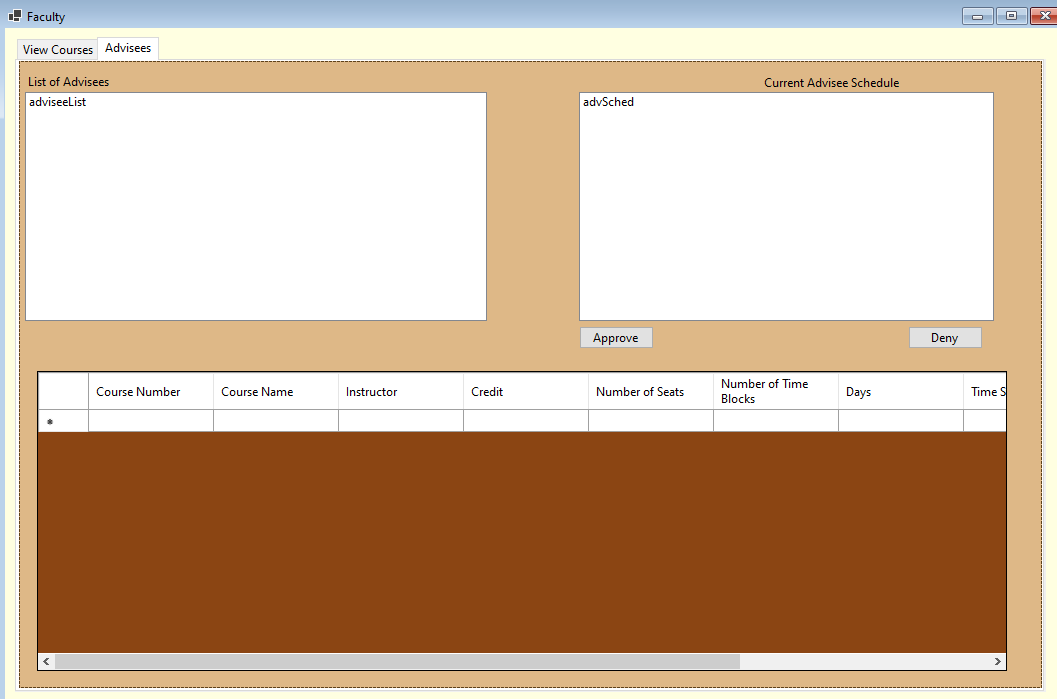 Faculty
View Courses
Advisees
List of Advisees
Current Advisee Schedule
adviseeList
advSched
Approve
Deny
Course Number
Course Name
Instructor
Credit
Number of Seats
Number of Time
Blocks
Days
Time S